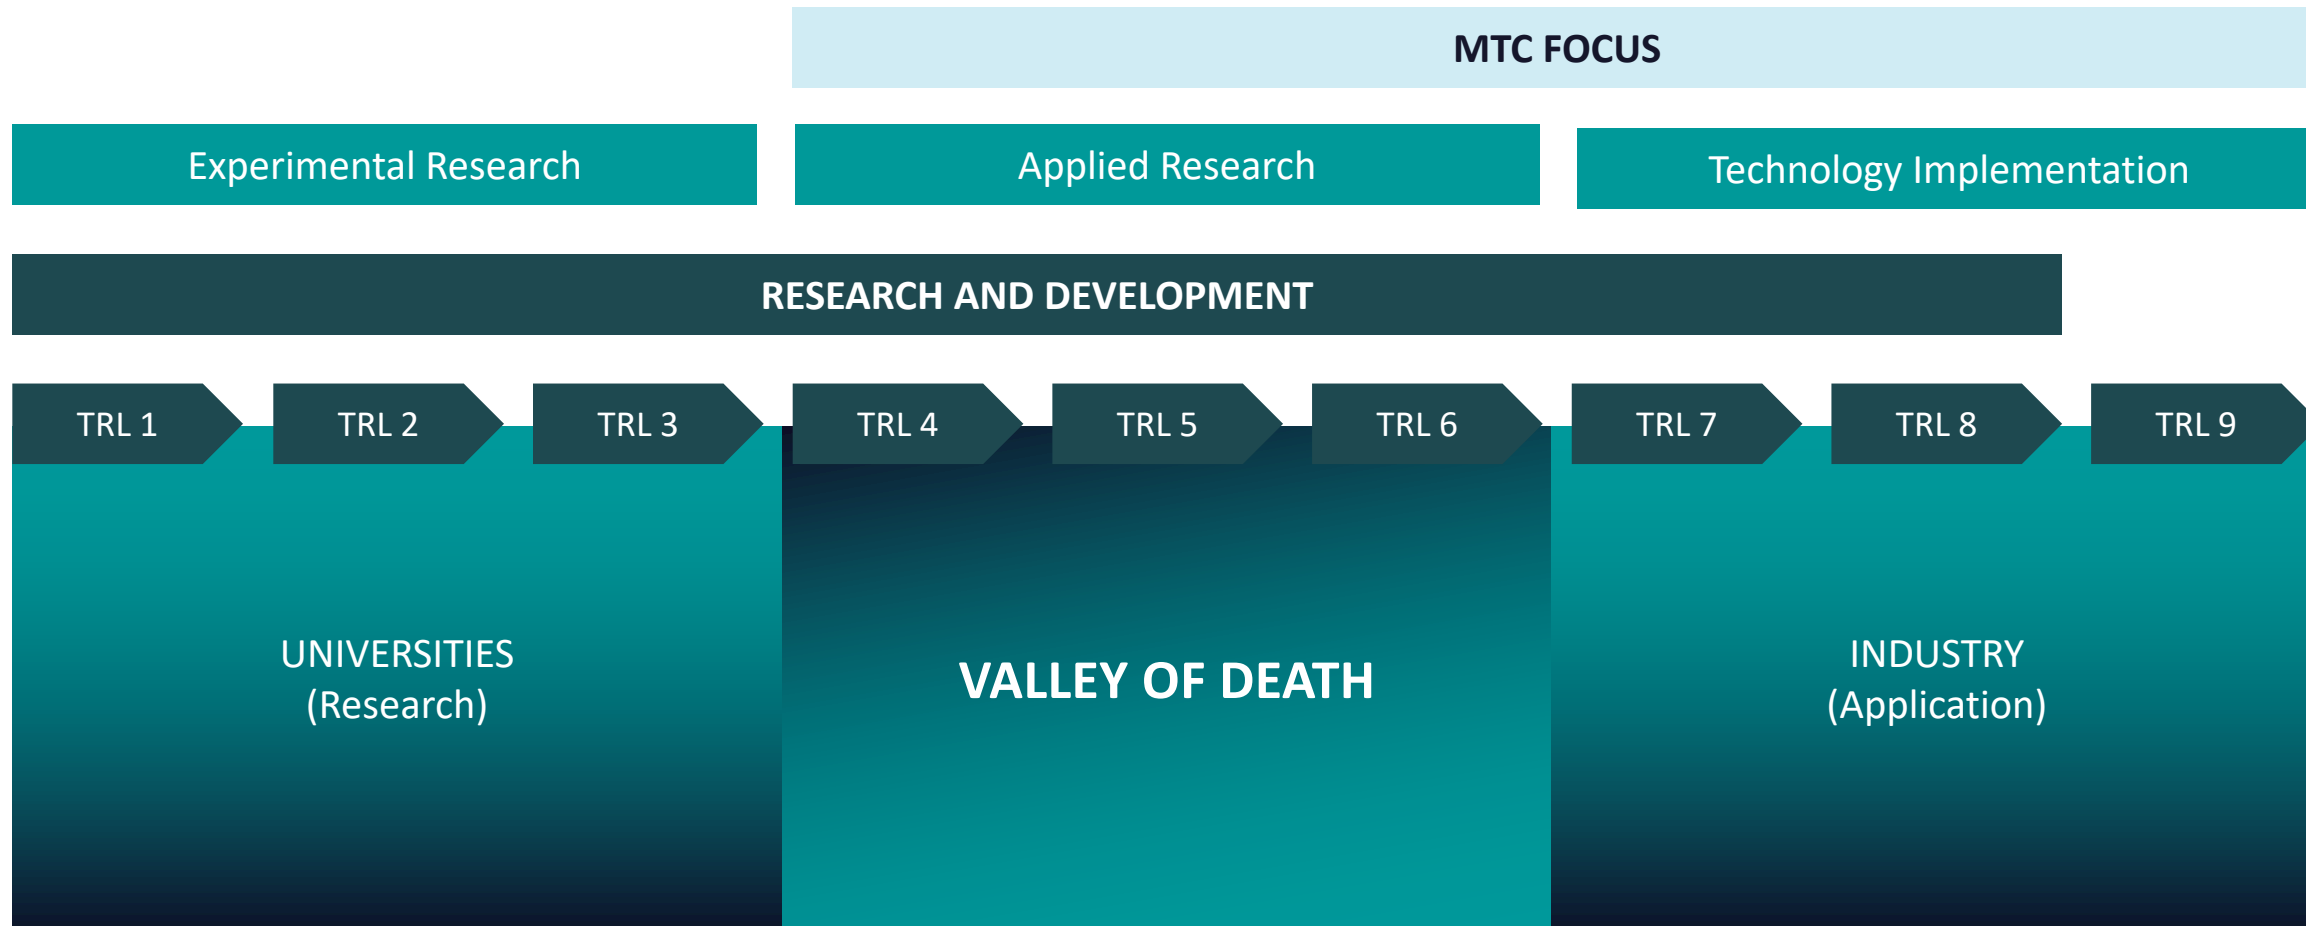 MTC FOCUS
Experimental Research
Applied Research
Technology Implementation
RESEARCH AND DEVELOPMENT
TRL 1
TRL 2
TRL 3
TRL 4
TRL 5
TRL 6
TRL 7
TRL 8
TRL 9
UNIVERSITIES
(Research)
VALLEY OF DEATH
INDUSTRY
(Application)